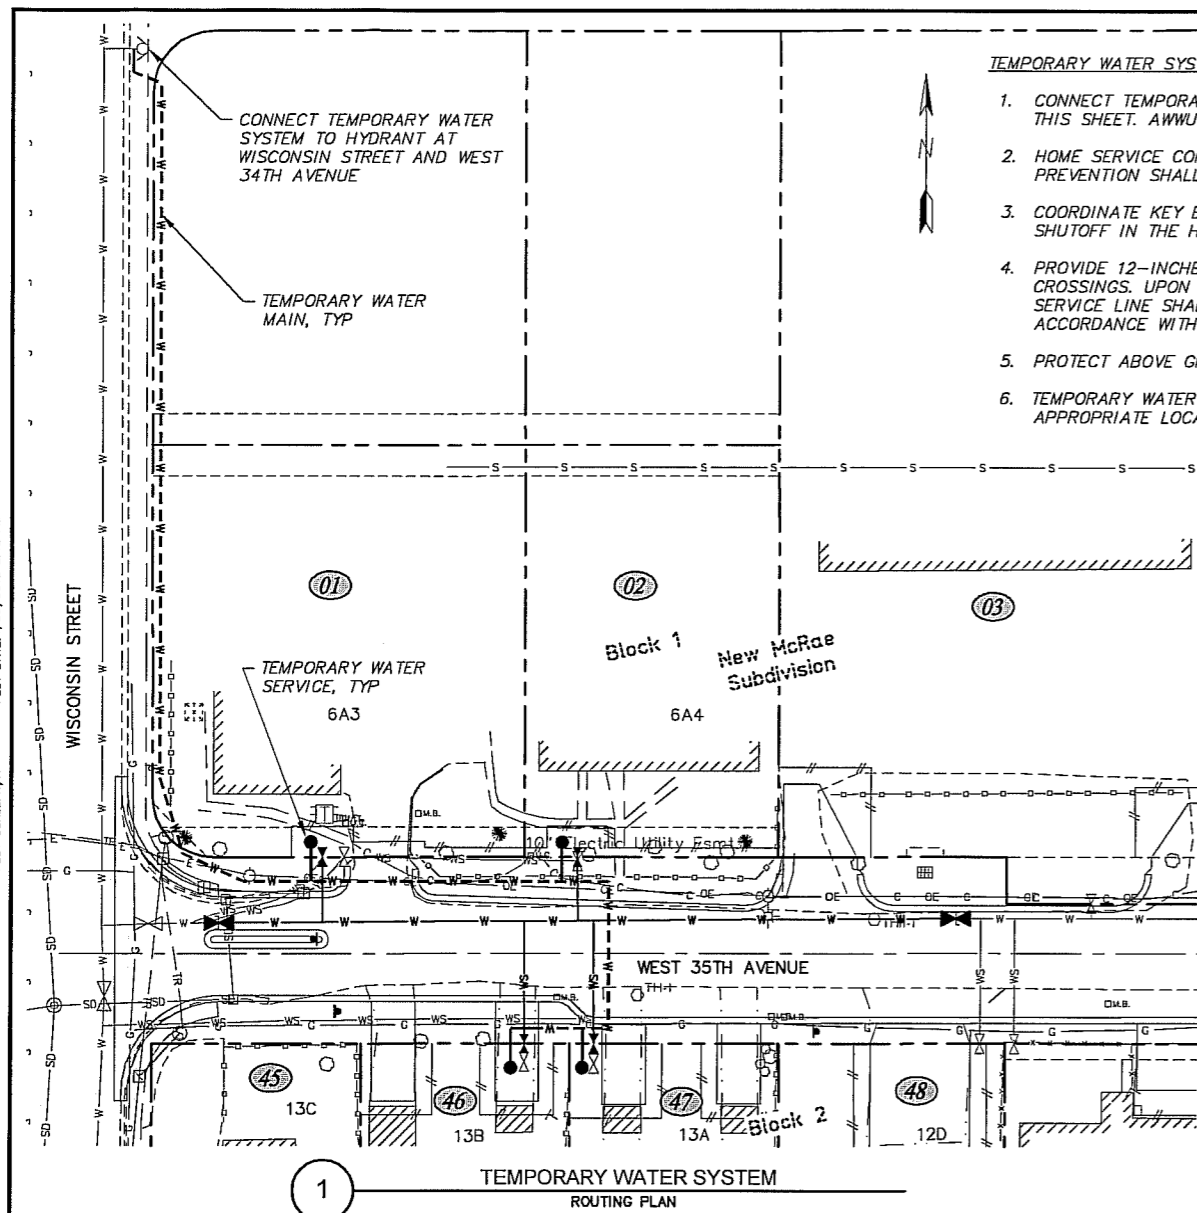 TEMPORARY WATER SYS
1. CONNECT TEMPORA
THIS SHEET. AWWU
2. HOME SERVICE CO
PREVENTION SHALL
3. COORDINATE KEY
SHUTOFF IN THE H
4. PROVIDE 12-INCHE
CROSSINGS. UPON
SERVICE LINE SHA
ACCORDANCE WITH
5. PROTECT ABOVE G
6. TEMPORARY WATER
APPROPRIATE LOCA
N
CONNECT TEMPORARY WATER
SYSTEM TO HYDRANT AT
WISCONSIN STREET AND WEST
34TH AVENUE
TEMPORARY WATER
MAIN, TYP
S S S S S S S S S S S
01
02
03
Block 1
New McRae
Subdivision
WISCONSIN STREET
TEMPORARY WATER
SERVICE, TYP
6A3
6A4
M.B.
10' Electric Utility Esmt
WEST 35TH AVENUE
TH-1
M.B.
M.B.
M.B.
45
13C
46
13B
47
13A
Block 2
48
12D
1
TEMPORARY WATER SYSTEM
ROUTING PLAN